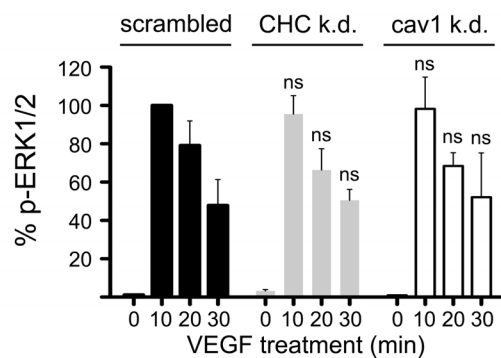 scrambled CHC k.d. cav1 k.d.
% p-ERK1/2
120
100
80
60
40
20
ns ns ns ns ns ns
0 10 20 30 0 10 20 30 0 10 20 30
VEGF treatment (min)